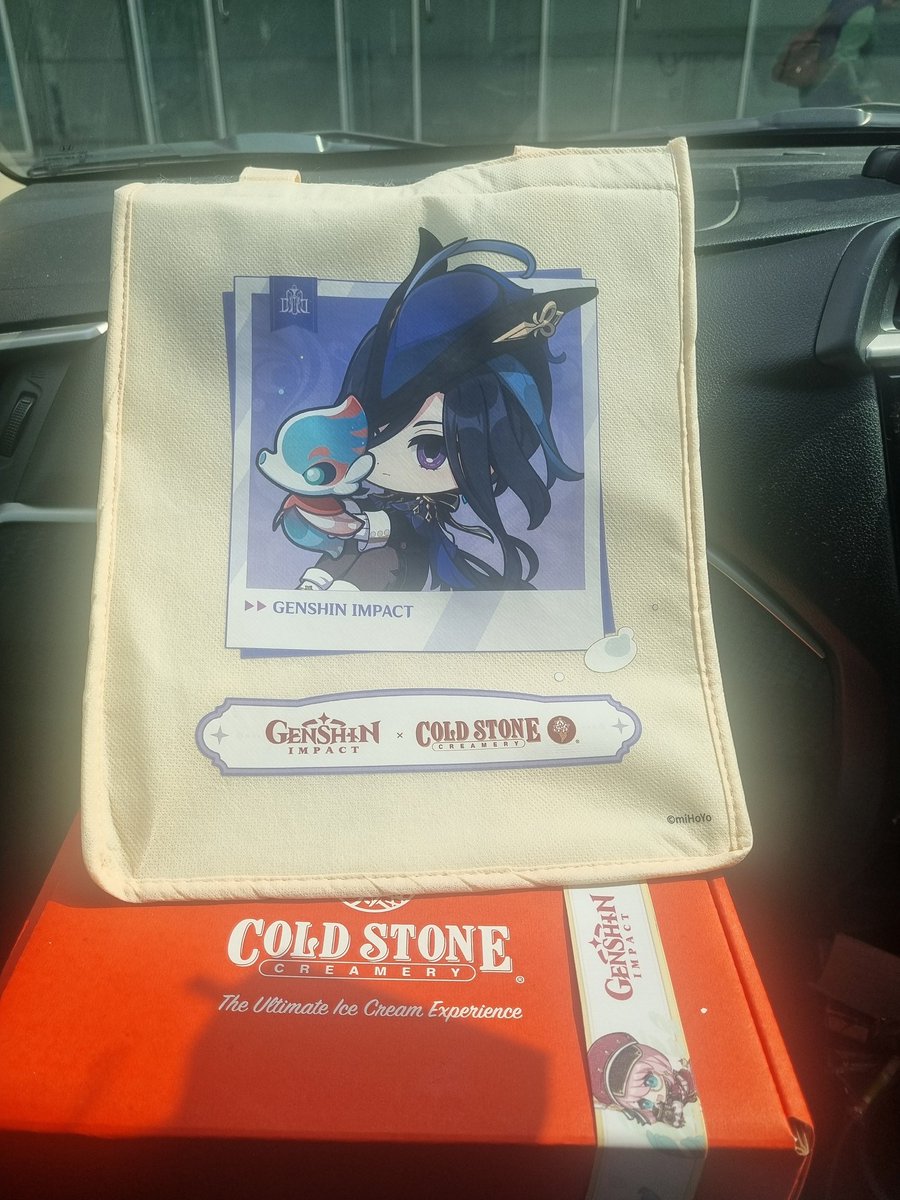 ▶▶ GENSHIN IMPACT
GENSHIN
IMPACT
×
COLD STONE
CREAMERY
®
©miHoYo
COLD STONE
CREAMERY
®
The Ultimate Ice Cream Experience
GENSHIN
IMPACT